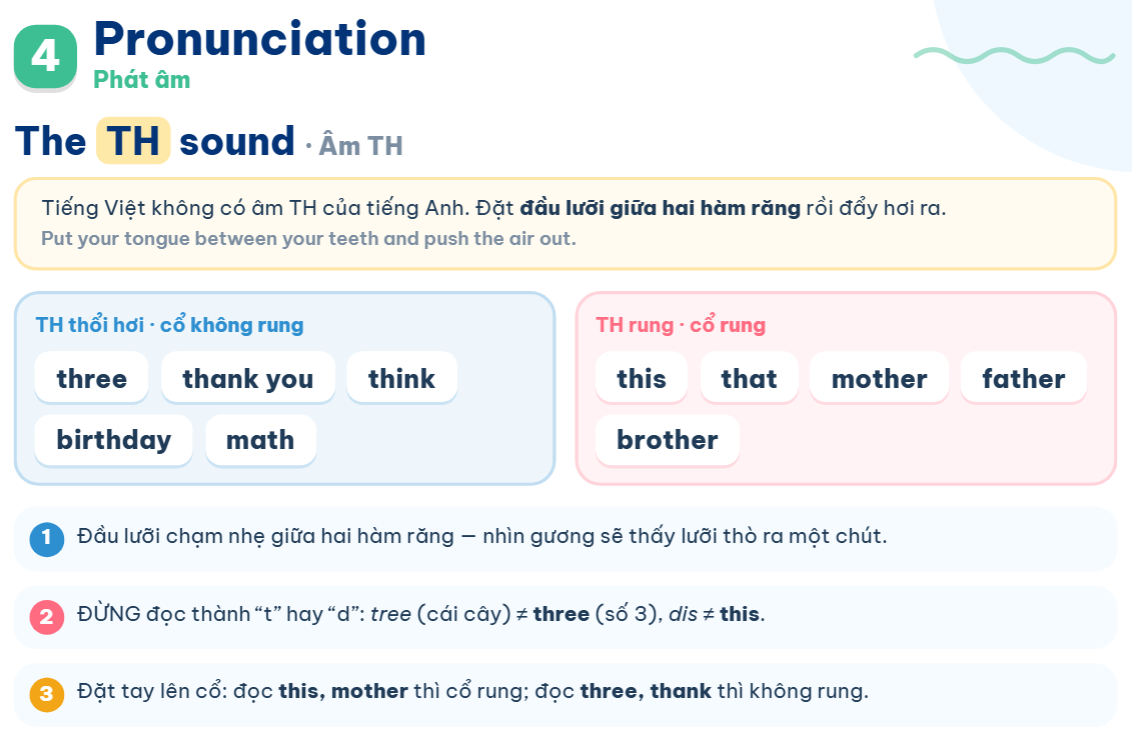 4
Pronunciation
Phát âm
The TH sound · Âm TH
Tiếng Việt không có âm TH của tiếng Anh. Đặt đầu lưỡi giữa hai hàm răng rồi đẩy hơi ra.
Put your tongue between your teeth and push the air out.
TH thổi hơi · cổ không rung
three thank you think
birthday math
TH rung · cổ rung
this that mother father
brother
1 Đầu lưỡi chạm nhẹ giữa hai hàm răng — nhìn gương sẽ thấy lưỡi thò ra một chút.
2 ĐỪNG đọc thành “t” hay “d”: tree (cái cây) ≠ three (số 3), dis ≠ this.
3 Đặt tay lên cổ: đọc this, mother thì cổ rung; đọc three, thank thì không rung.